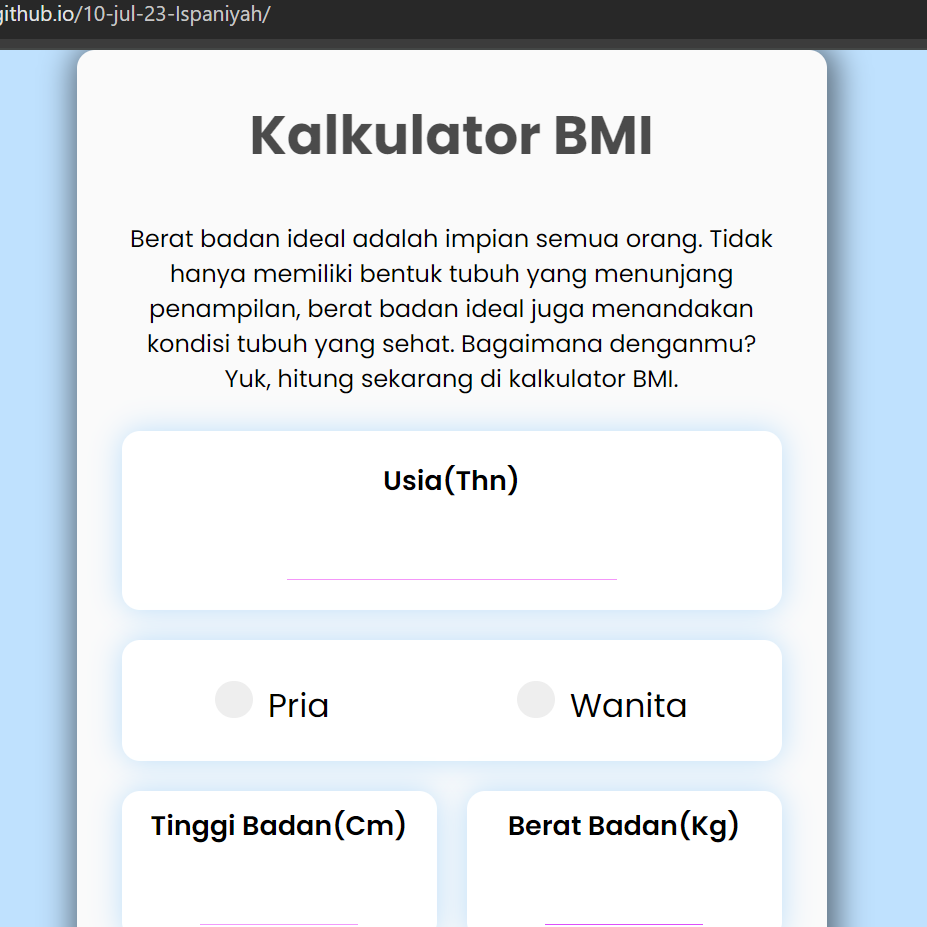 github.io/10-jul-23-Ispaniyah/
Kalkulator BMI
Berat badan ideal adalah impian semua orang. Tidak
hanya memiliki bentuk tubuh yang menunjang
penampilan, berat badan ideal juga menandakan
kondisi tubuh yang sehat. Bagaimana denganmu?
Yuk, hitung sekarang di kalkulator BMI.
Usia(Thn)
Pria Wanita
Tinggi Badan(Cm) Berat Badan(Kg)